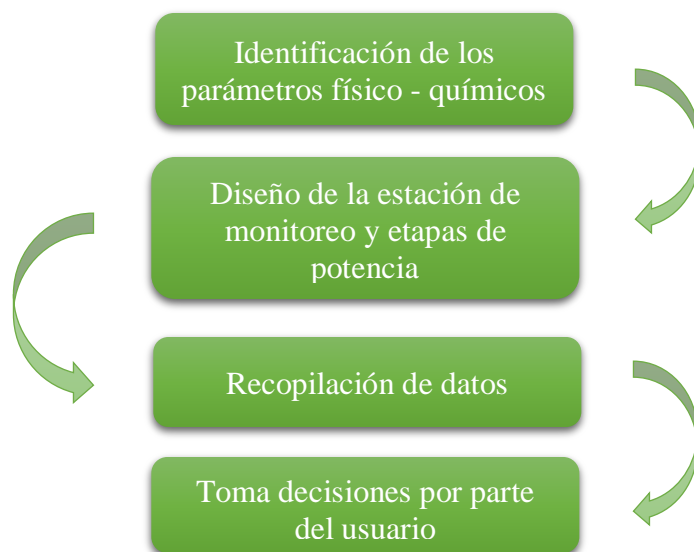 Identificación de los
parámetros físico - químicos
Diseño de la estación de
monitoreo y etapas de
potencia
Recopilación de datos
Toma decisiones por parte
del usuario